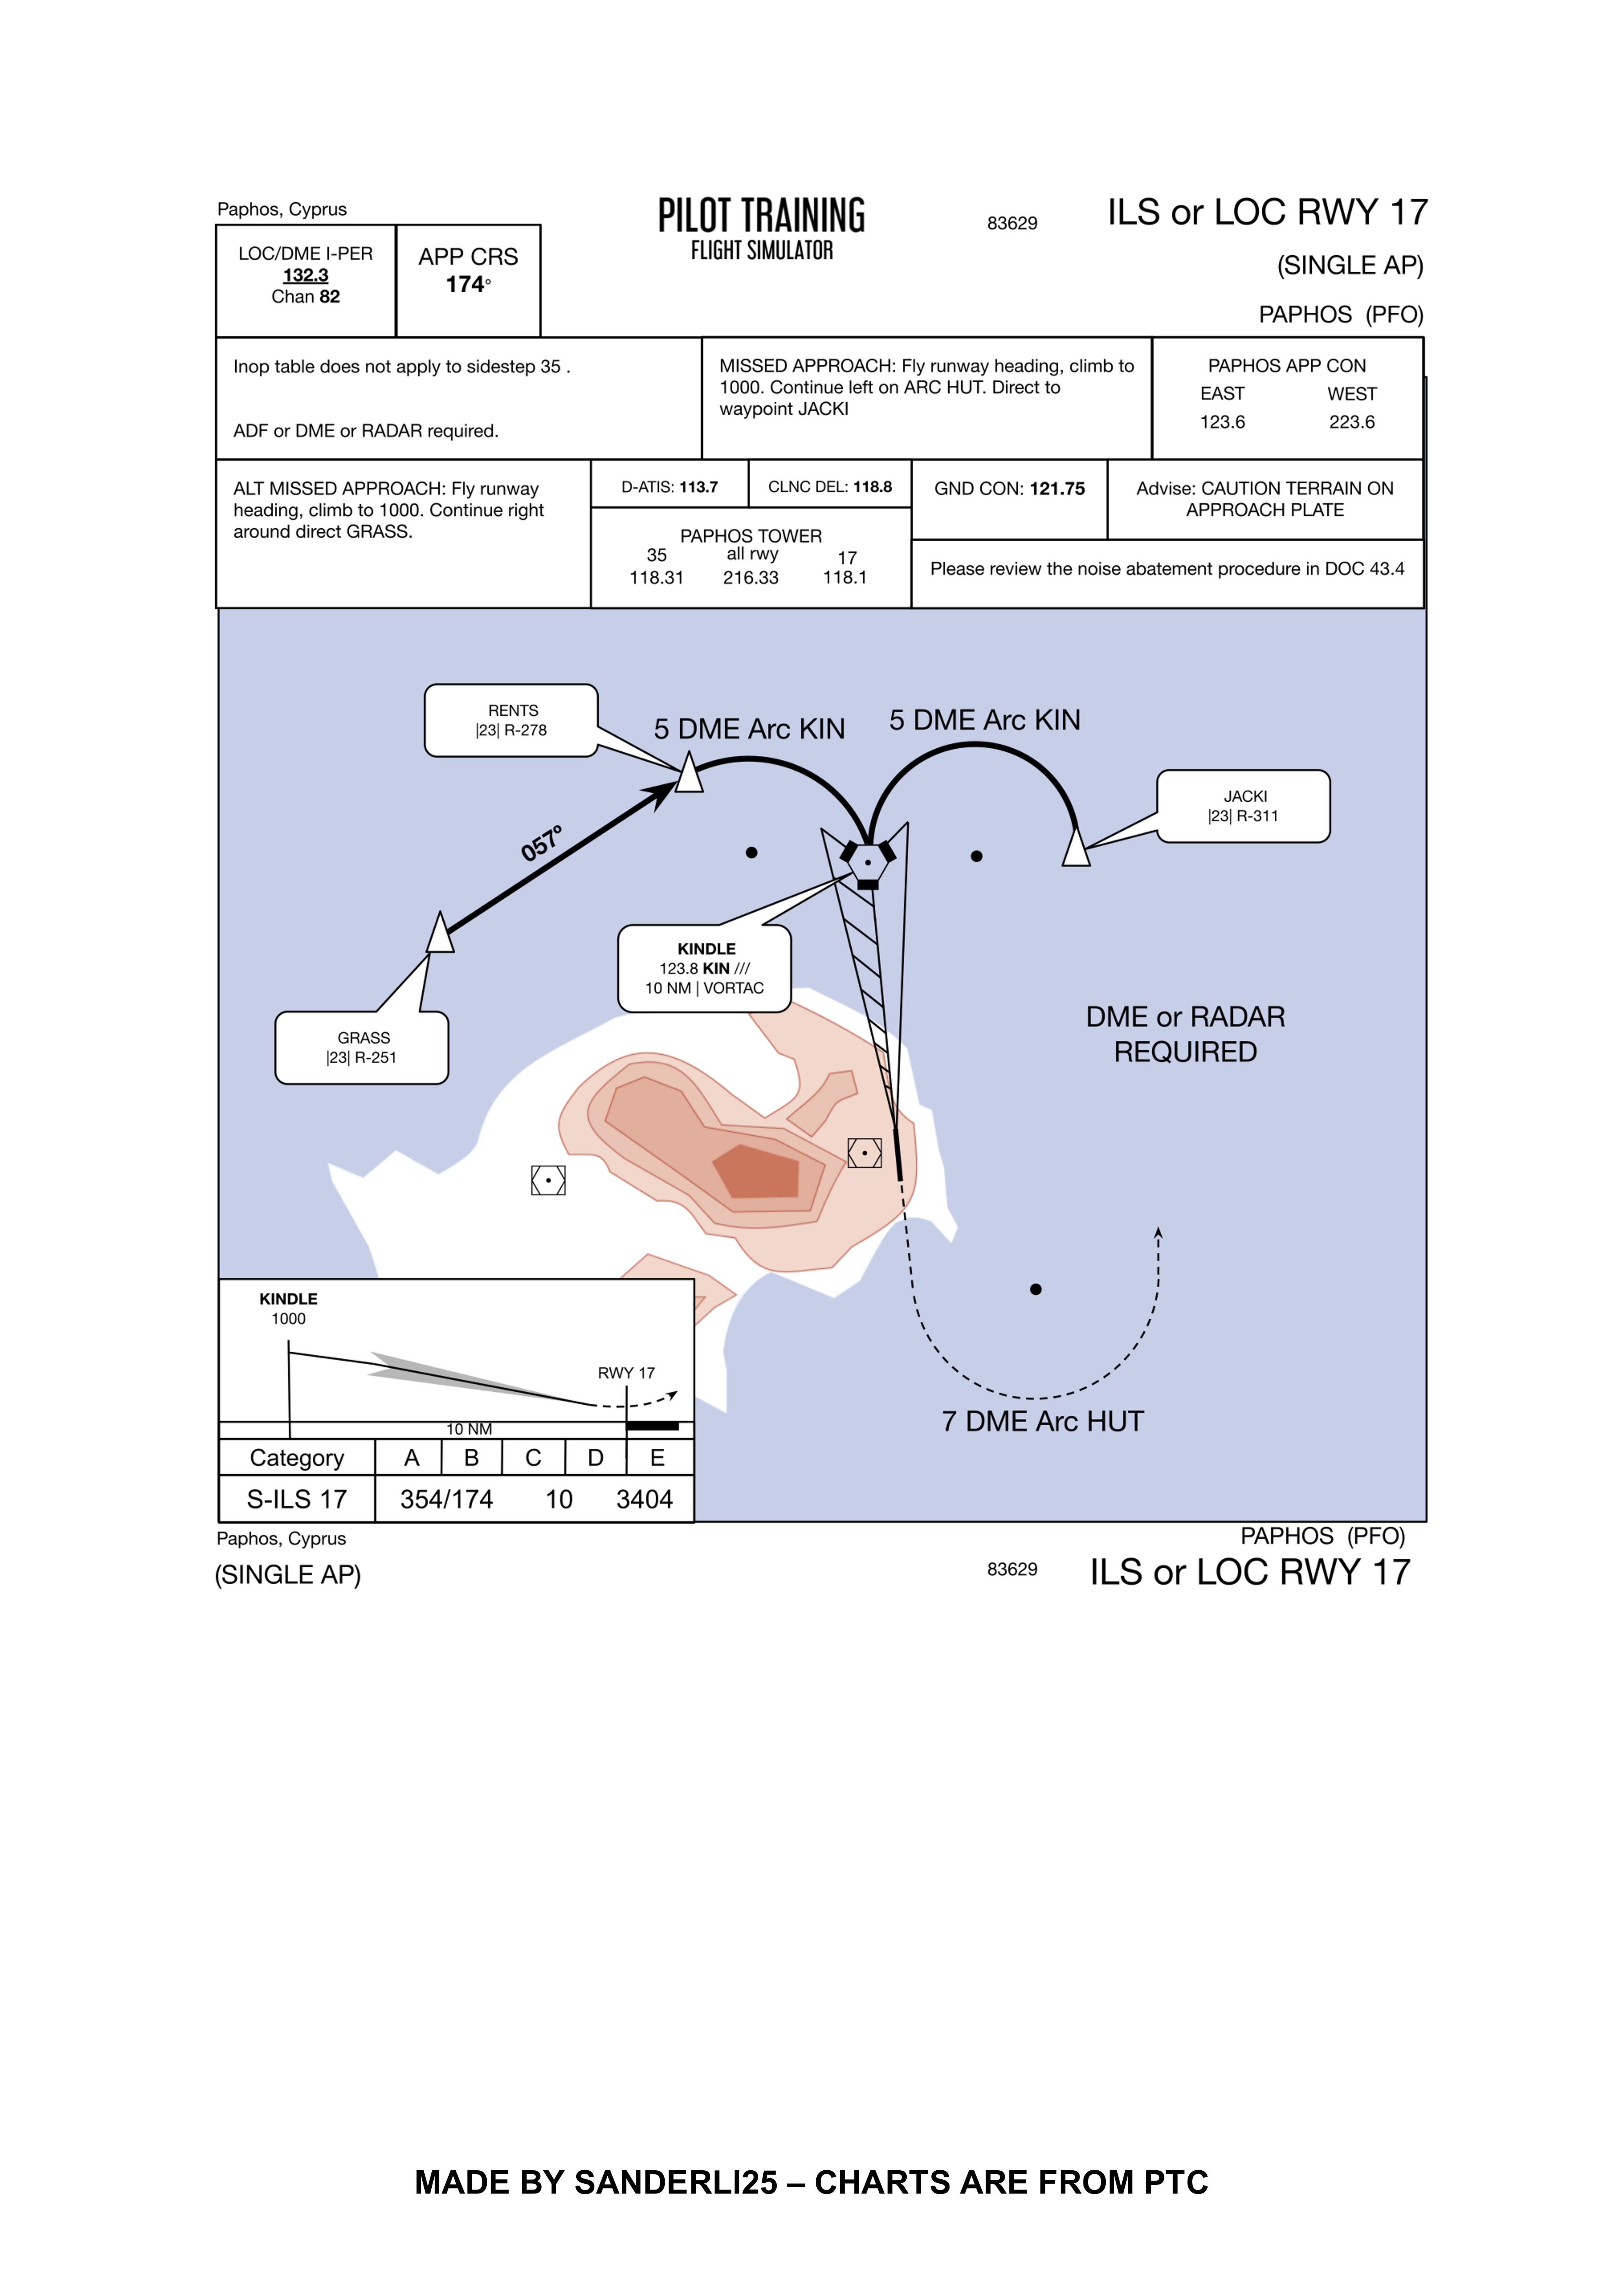 Paphos, Cyprus
PILOT TRAINING
FLIGHT SIMULATOR
83629
ILS or LOC RWY 17
(SINGLE AP)
PAPHOS (PFO)
LOC/DME I-PER
132.3
Chan 82
APP CRS
174°
Inop table does not apply to sidestep 35 .
ADF or DME or RADAR required.
MISSED APPROACH: Fly runway heading, climb to
1000. Continue left on ARC HUT. Direct to
waypoint JACKI
PAPHOS APP CON
EAST WEST
123.6 223.6
ALT MISSED APPROACH: Fly runway
heading, climb to 1000. Continue right
around direct GRASS.
D-ATIS: 113.7
CLNC DEL: 118.8
GND CON: 121.75
Advise: CAUTION TERRAIN ON
APPROACH PLATE
PAPHOS TOWER
35 all rwy 17
118.31 216.33 118.1
Please review the noise abatement procedure in DOC 43.4
RENTS
|23| R-278
5 DME Arc KIN
5 DME Arc KIN
JACKI
|23| R-311
057º
KINDLE
123.8 KIN ///
10 NM | VORTAC
GRASS
|23| R-251
DME or RADAR
REQUIRED
KINDLE
1000
RWY 17
10 NM
7 DME Arc HUT
Category A B C D E
S-ILS 17 354/174 10 3404
Paphos, Cyprus
(SINGLE AP)
83629
PAPHOS (PFO)
ILS or LOC RWY 17
MADE BY SANDERLI25 – CHARTS ARE FROM PTC